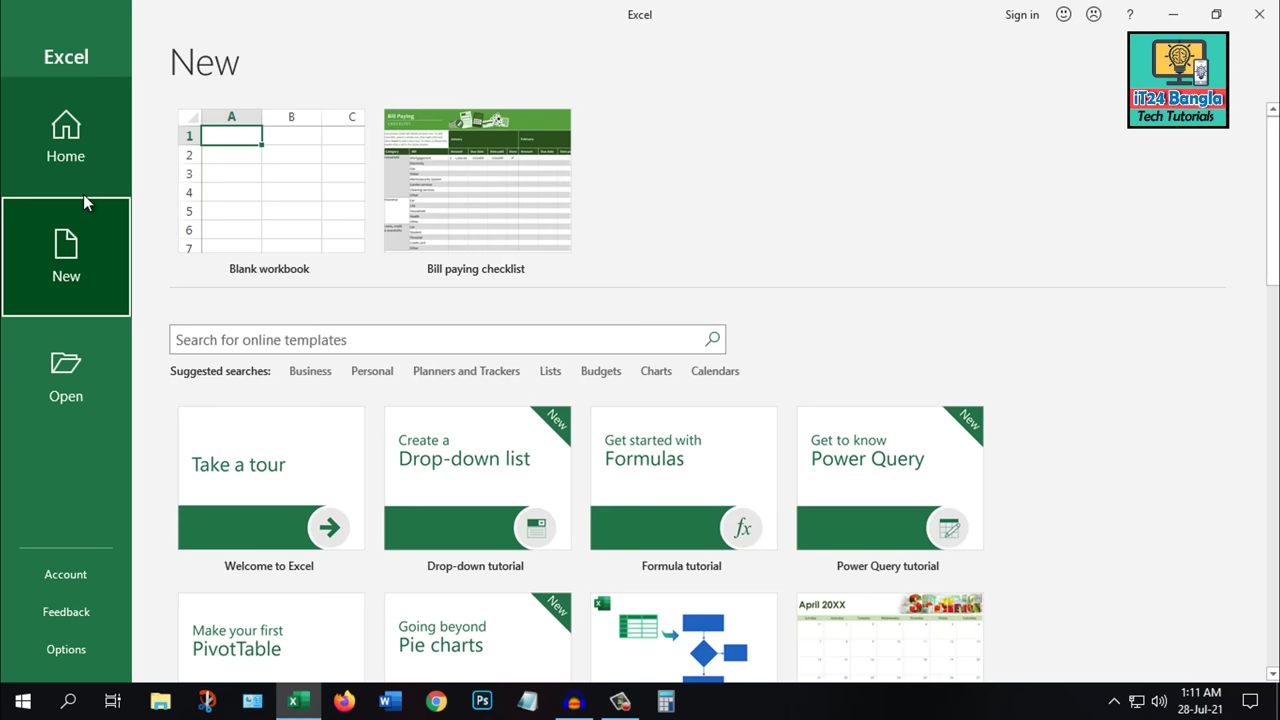 Excel
Sign in
?
iT24 Bangla
Tech Tutorials
Excel
Home
New
Open
Account
Feedback
Options
New
A B C
1
2
3
4
5
6
7
Blank workbook
Bill Paying
CHECKLIST
January February
Bill paying checklist
Search for online templates
Suggested searches: Business Personal Planners and Trackers Lists Budgets Charts Calendars
Take a tour
Welcome to Excel
New
Create a
Drop-down list
Drop-down tutorial
Get started with
Formulas
fx
Formula tutorial
New
Get to know
Power Query
Power Query tutorial
Make your first
PivotTable
New
Going beyond
Pie charts
April 20XX
1:11 AM
28-Jul-21